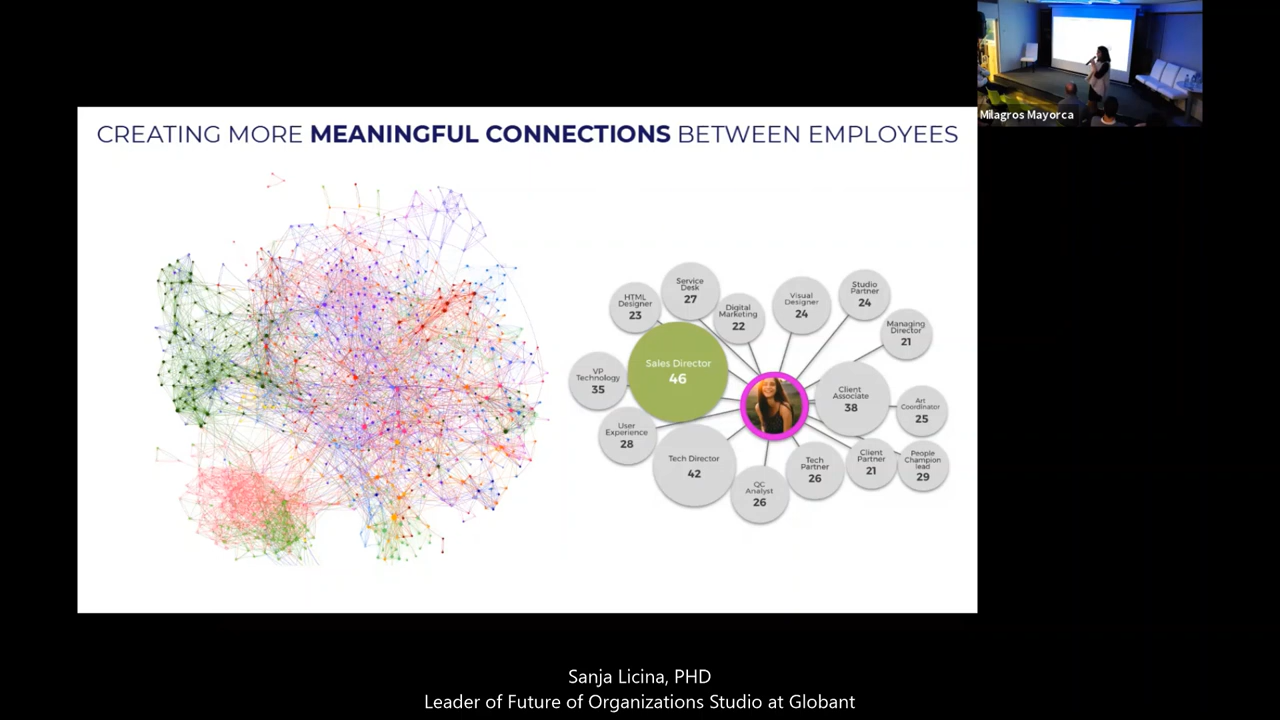 Milagros Mayorca
CREATING MORE MEANINGFUL CONNECTIONS BETWEEN EMPLOYEES
Service
Desk
27
HTML
Designer
23
Digital
Marketing
22
Visual
Designer
24
Studio
Partner
24
Managing
Director
21
Sales Director
46
VP
Technology
35
Client
Associate
38
Art
Coordinator
25
User
Experience
28
Tech Director
42
QC
Analyst
26
Tech
Partner
26
Client
Partner
21
People
Champion
lead
29
Sanja Licina, PHD
Leader of Future of Organizations Studio at Globant